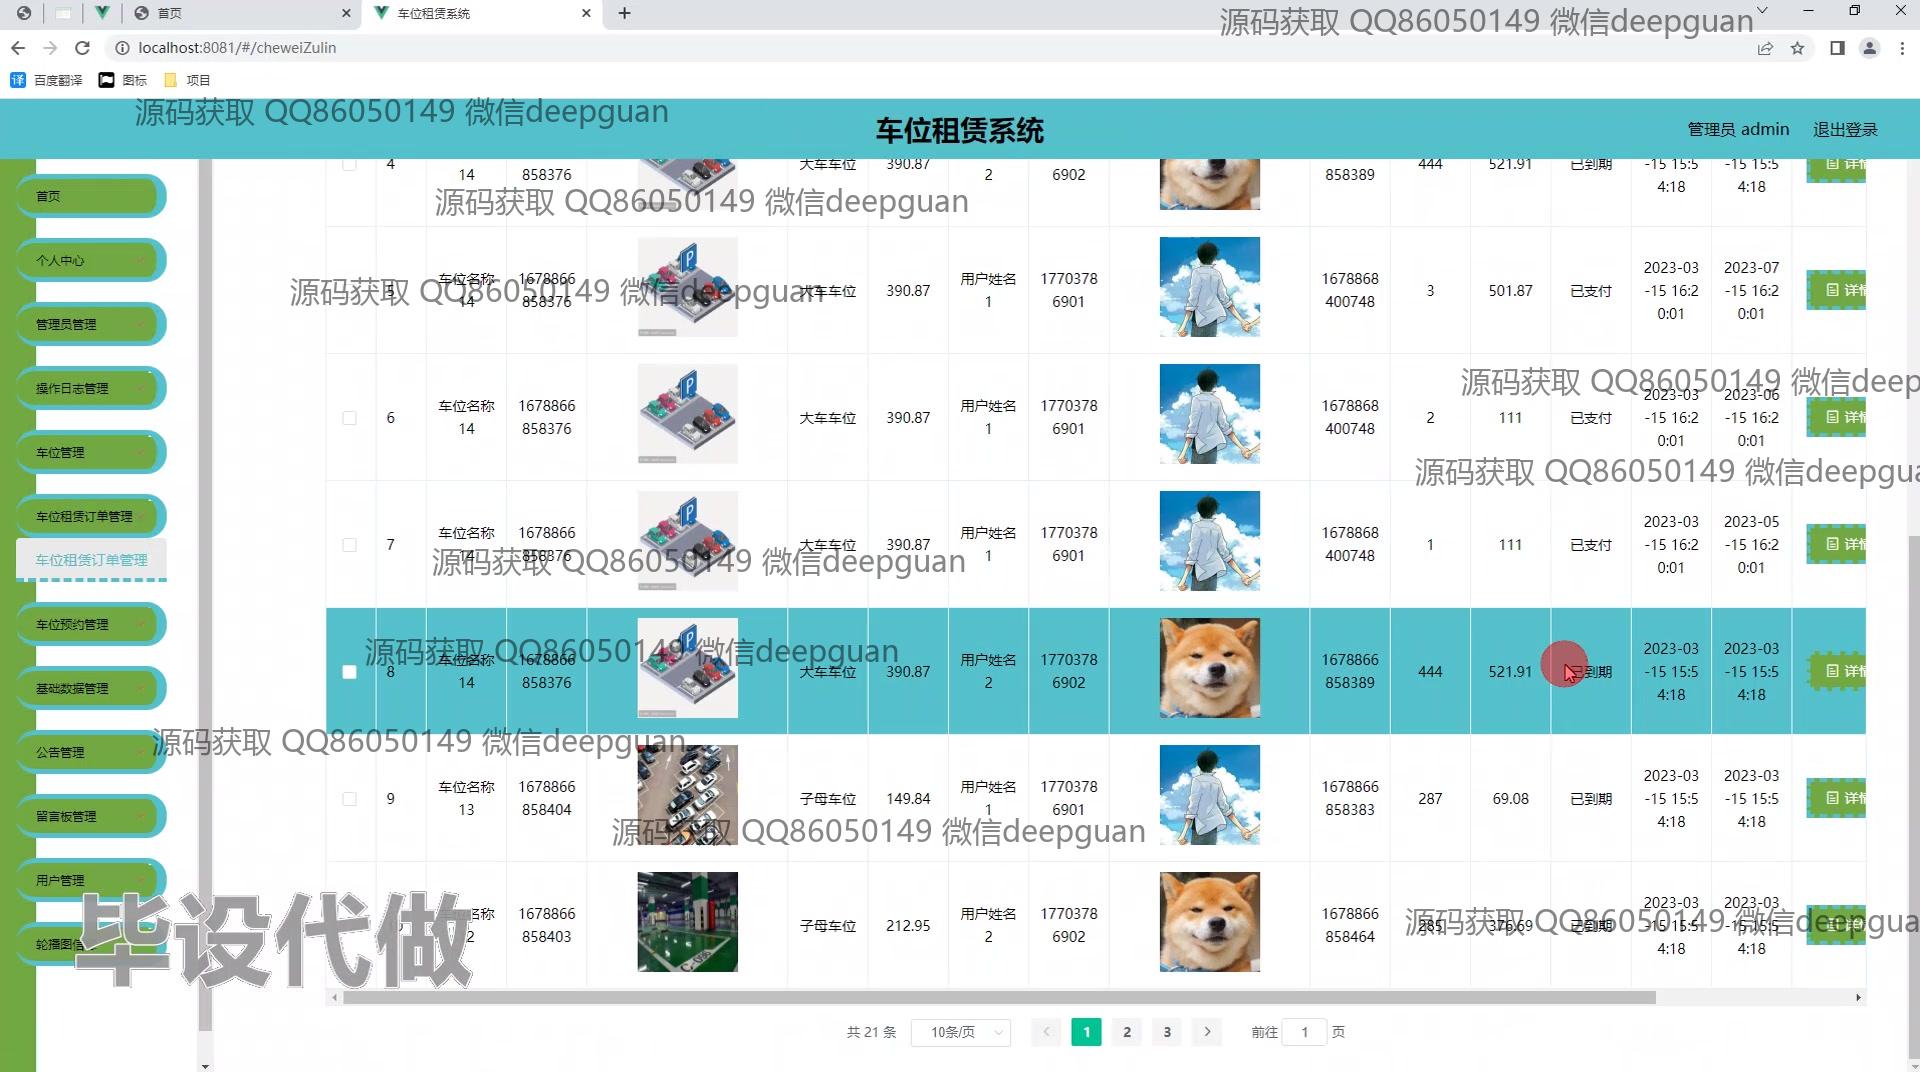 首页
车位租赁系统
源码获取 QQ86050149 微信deepguan
localhost:8081/#/cheweiZulin
译 百度翻译
图标
项目
源码获取 QQ86050149 微信deepguan
车位租赁系统
管理员 admin
退出登录
首页
个人中心
管理员管理
操作日志管理
车位管理
车位租赁订单管理
车位租赁订单管理
车位预约管理
基础数据管理
公告管理
留言板管理
用户管理
轮播图信
4
14
858376
大车车位
390.87
2
6902
858389
444
521.91
已到期
-15 15:5
4:18
-15 15:5
4:18
详情
源码获取 QQ86050149 微信deepguan
5
车位名称
14
1678866
858376
大车车位
390.87
用户姓名
1
1770378
6901
1678868
400748
3
501.87
已支付
2023-03
-15 16:2
0:01
2023-07
-15 16:2
0:01
详情
源码获取 QQ86050149 微信deepguan
源码获取 QQ86050149 微信deep
6
车位名称
14
1678866
858376
大车车位
390.87
用户姓名
1
1770378
6901
1678868
400748
2
111
已支付
2023-03
-15 16:2
0:01
2023-06
-15 16:2
0:01
详情
源码获取 QQ86050149 微信deepgua
7
车位名称
14
1678866
858376
大车车位
390.87
用户姓名
1
1770378
6901
1678868
400748
1
111
已支付
2023-03
-15 16:2
0:01
2023-05
-15 16:2
0:01
详情
源码获取 QQ86050149 微信deepguan
8
车位名称
14
1678866
858376
大车车位
390.87
用户姓名
2
1770378
6902
1678866
858389
444
521.91
已到期
2023-03
-15 15:5
4:18
2023-03
-15 15:5
4:18
详情
源码获取 QQ86050149 微信deepguan
源码获取 QQ86050149 微信deepguan
9
车位名称
13
1678866
858404
子母车位
149.84
用户姓名
1
1770378
6901
1678866
858383
287
69.08
已到期
2023-03
-15 15:5
4:18
2023-03
-15 15:5
4:18
详情
源码获取 QQ86050149 微信deepguan
名称
2
1678866
858403
子母车位
212.95
用户姓名
2
1770378
6902
1678866
858464
285
376.69
已到期
2023-03
-15 15:5
4:18
2023-03
-15 15:5
4:18
详情
源码获取 QQ86050149 微信deepgua
毕设代做
共 21 条
10条/页
1
2
3
前往 1 页